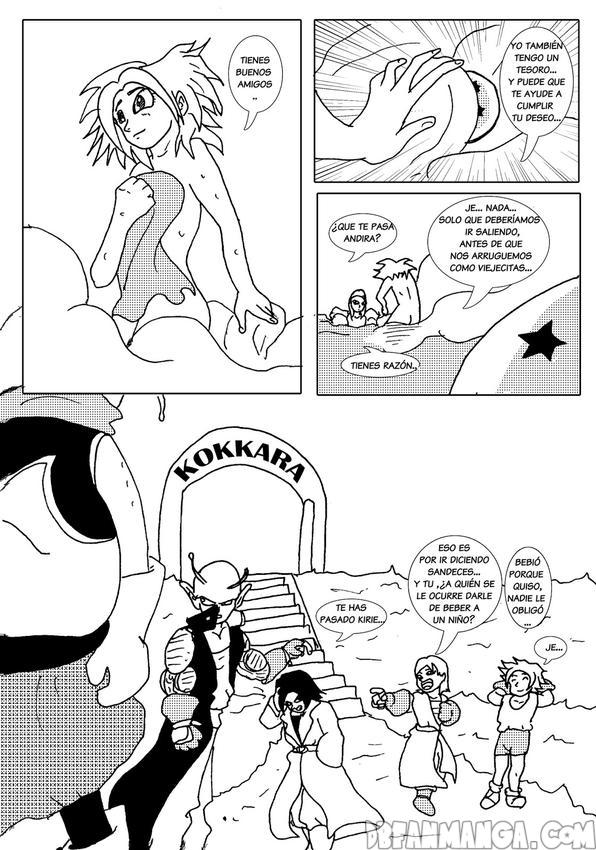 TIENES
BUENOS
AMIGOS
..
YO TAMBIÉN
TENGO UN
TESORO...
Y PUEDE QUE
TE AYUDE A
CUMPLIR
TU DESEO...
¿QUE TE PASA
ANDIRA?
JE... NADA...
SOLO QUE DEBERÍAMOS
IR SALIENDO,
ANTES DE QUE
NOS ARRUGUEMOS
COMO VIEJECITAS...
TIENES RAZÓN..
KOKKARA
TE HAS
PASADO KIRIE...
ESO ES
POR IR DICIENDO
SANDECES...
Y TU ,¿A QUIÉN SE
LE OCURRE DARLE
DE BEBER A
UN NIÑO?
BEBIÓ
PORQUE
QUISO,
NADIE LE
OBLIGÓ
...
JE...
DBFANMANGA.COM